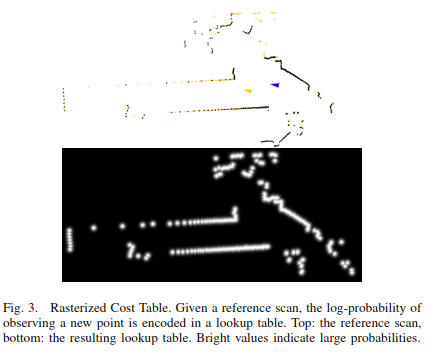 Fig. 3. Rasterized Cost Table. Given a reference scan, the log-probability of
observing a new point is encoded in a lookup table. Top: the reference scan,
bottom: the resulting lookup table. Bright values indicate large probabilities.